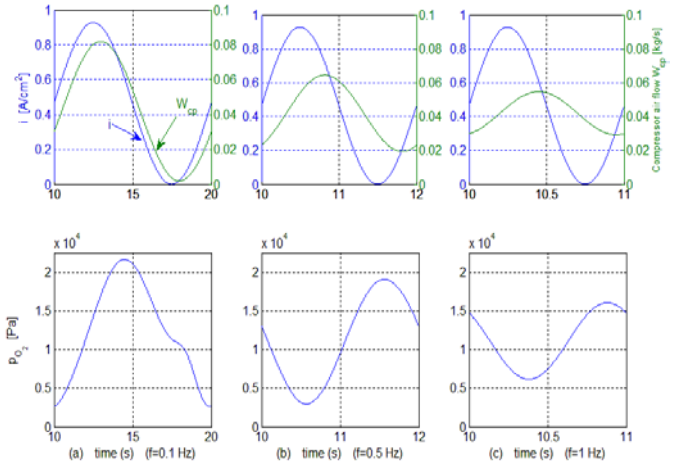 1 0.1 1 0.1 1 0.1
0.8 0.08 0.8 0.08 0.8 0.08
0.6 0.06 0.6 0.06 0.6 0.06
0.4 0.04 0.4 0.04 0.4 0.04
0.2 0.02 0.2 0.02 0.2 0.02
0 0 0 0 0 0
i [A/cm²]
W_cp
i
Compressor air flow W_cp [kg/s]
10 15 20 10 11 12 10 10.5 11
x 10⁴ x 10⁴ x 10⁴
2 2 2
1.5 1.5 1.5
1 1 1
0.5 0.5 0.5
0 0 0
p_O₂ [Pa]
10 15 20 10 11 12 10 10.5 11
(a) time (s) (f=0.1 Hz) (b) time (s) (f=0.5 Hz) (c) time (s) (f=1 Hz)